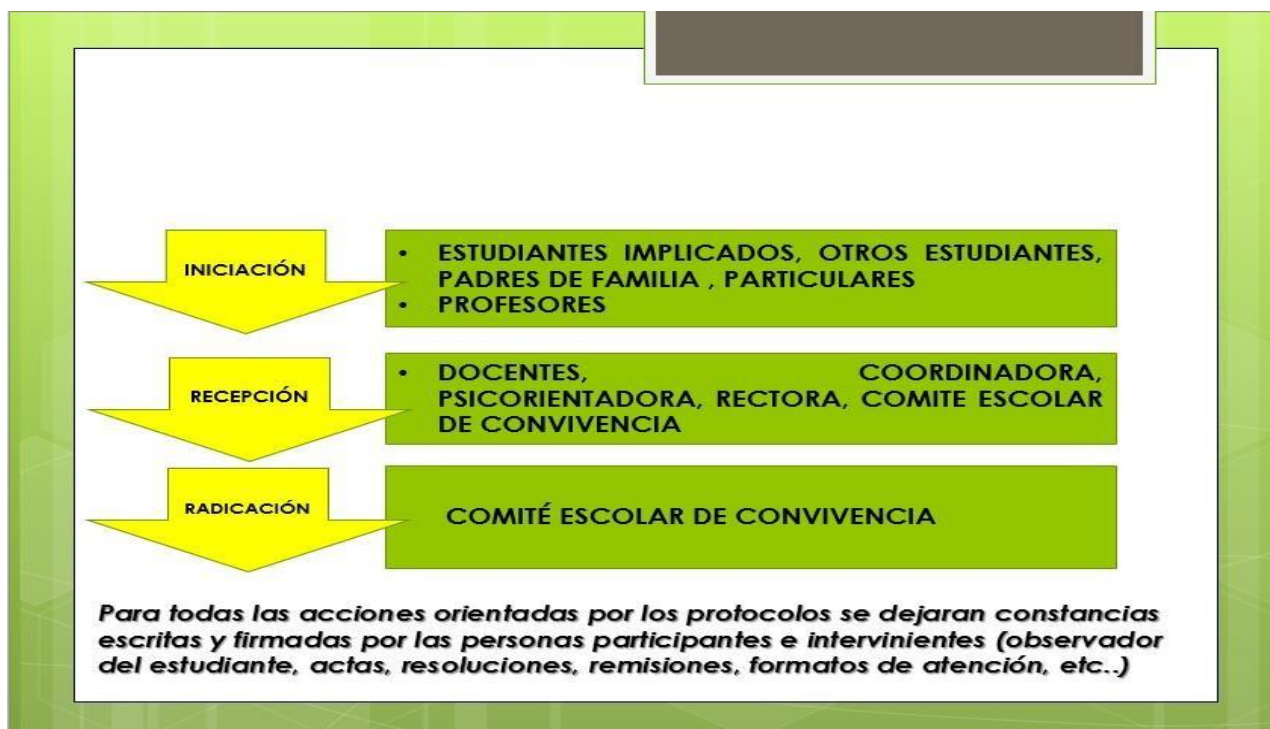 INICIACIÓN
• ESTUDIANTES IMPLICADOS, OTROS ESTUDIANTES,
PADRES DE FAMILIA , PARTICULARES
• PROFESORES
RECEPCIÓN
• DOCENTES, COORDINADORA,
PSICORIENTADORA, RECTORA, COMITE ESCOLAR
DE CONVIVENCIA
RADICACIÓN
COMITÉ ESCOLAR DE CONVIVENCIA
Para todas las acciones orientadas por los protocolos se dejaran constancias
escritas y firmadas por las personas participantes e intervinientes (observador
del estudiante, actas, resoluciones, remisiones, formatos de atención, etc..)